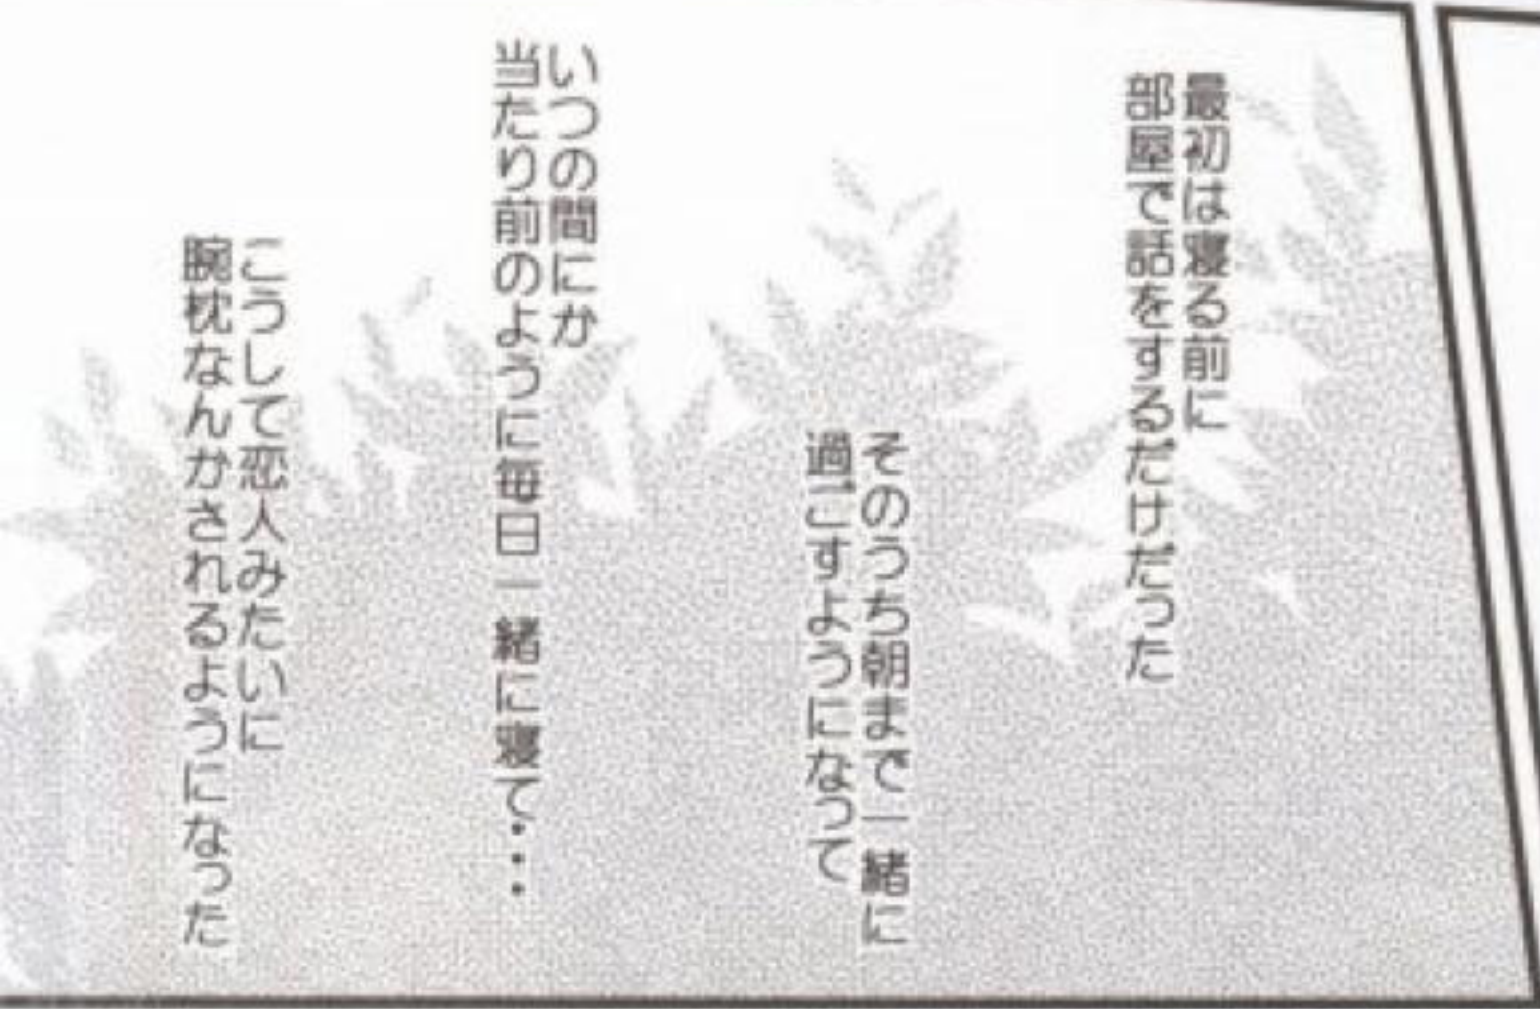 最初は寝る前に
部屋で話をするだけだった
そのうち朝まで一緒に
過ごすようになって
いつの間にか
当たり前のように毎日一緒に寝て・・・
こうして恋人みたいに
腕枕なんかされるようになった